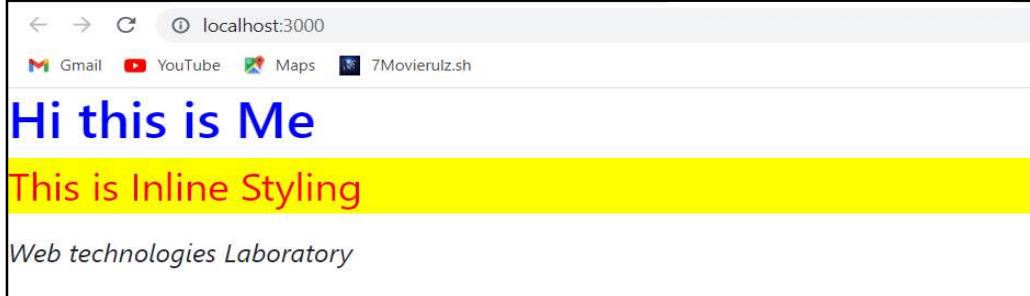 localhost:3000
Gmail YouTube Maps 7Movierulz.sh
Hi this is Me
This is Inline Styling
Web technologies Laboratory